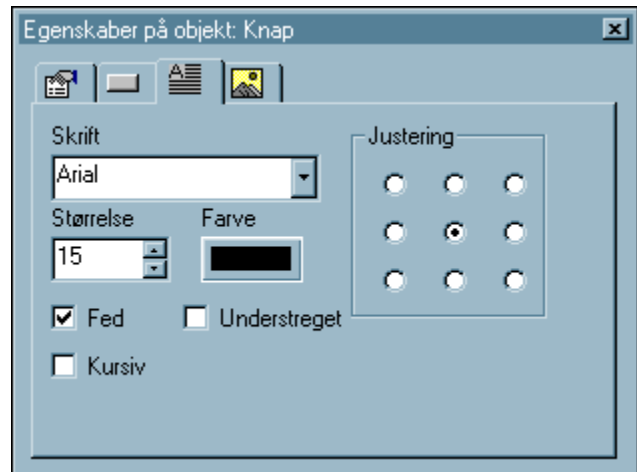 Egenskaber på objekt: Knap
A
Skrift
Arial
Justering
Størrelse
Farve
15
Fed
Understreget
Kursiv